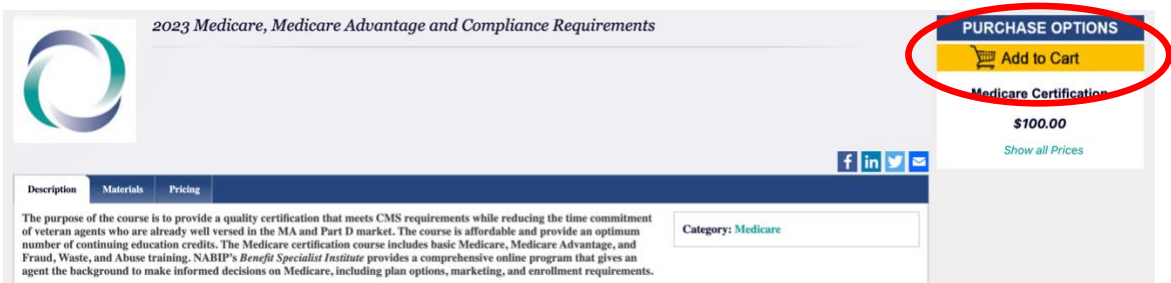 2023 Medicare, Medicare Advantage and Compliance Requirements
PURCHASE OPTIONS
Add to Cart
Medicare Certification
$100.00
Show all Prices
f in
Description Materials Pricing
The purpose of the course is to provide a quality certification that meets CMS requirements while reducing the time commitment
of veteran agents who are already well versed in the MA and Part D market. The course is affordable and provide an optimum
number of continuing education credits. The Medicare certification course includes basic Medicare, Medicare Advantage, and
Fraud, Waste, and Abuse training. NABIP's Benefit Specialist Institute provides a comprehensive online program that gives an
agent the background to make informed decisions on Medicare, including plan options, marketing, and enrollment requirements.
Category: Medicare